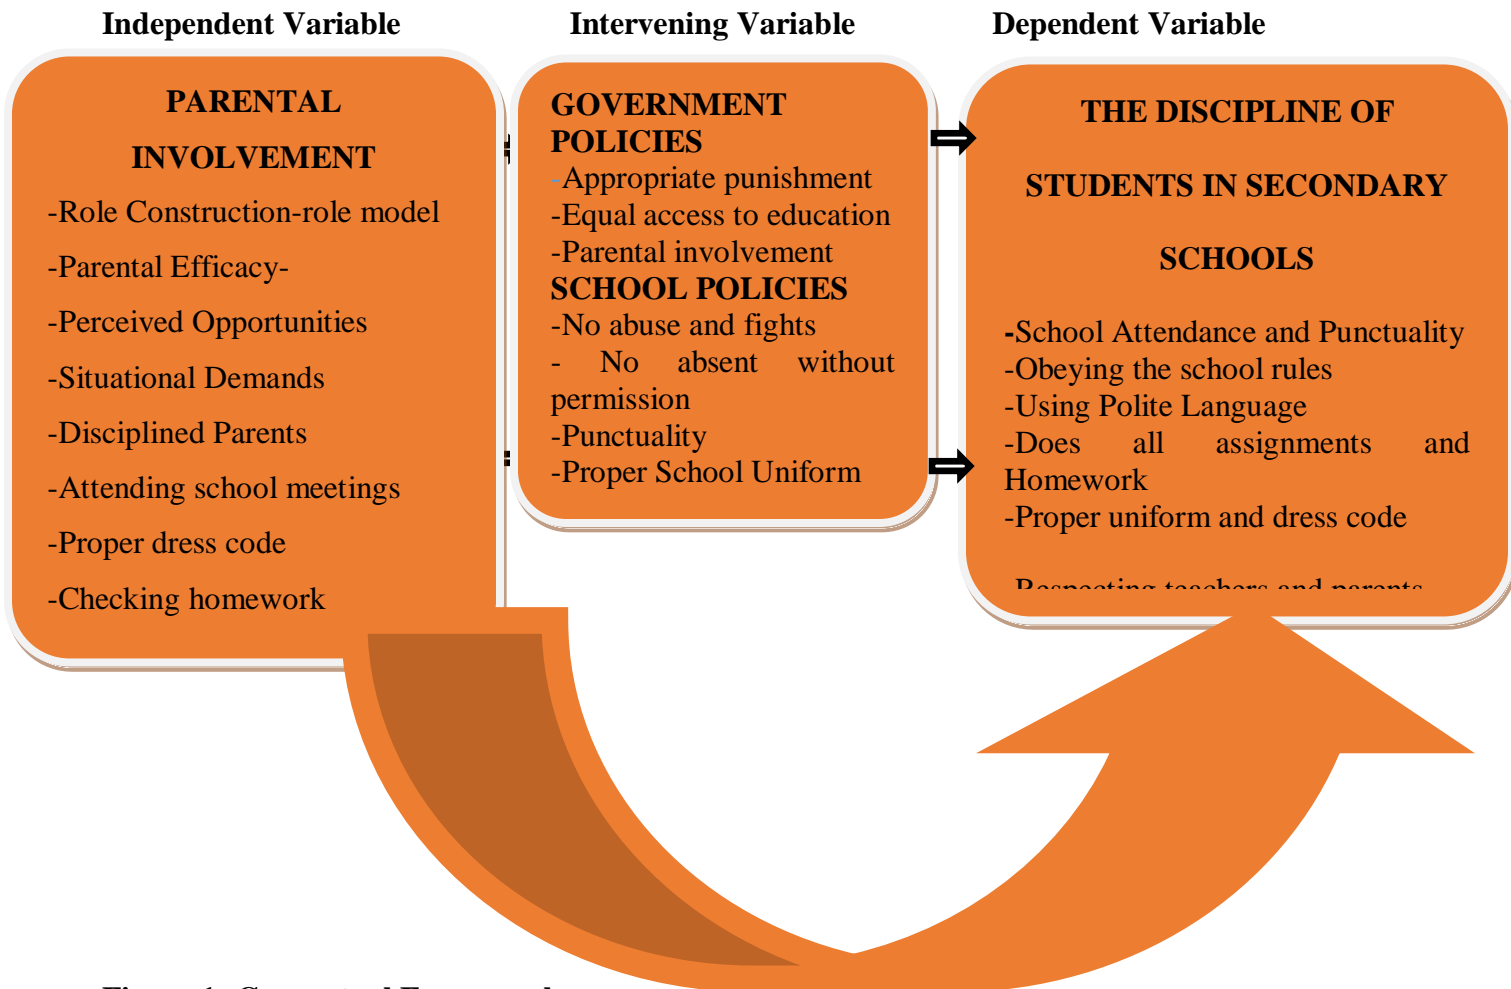 Independent Variable
Intervening Variable
Dependent Variable
PARENTAL
INVOLVEMENT
-Role Construction-role model
-Parental Efficacy-
-Perceived Opportunities
-Situational Demands
-Disciplined Parents
-Attending school meetings
-Proper dress code
-Checking homework
GOVERNMENT
POLICIES
-Appropriate punishment
-Equal access to education
-Parental involvement
SCHOOL POLICIES
-No abuse and fights
- No absent without
permission
-Punctuality
-Proper School Uniform
THE DISCIPLINE OF
STUDENTS IN SECONDARY
SCHOOLS
-School Attendance and Punctuality
-Obeying the school rules
-Using Polite Language
-Does all assignments and
Homework
-Proper uniform and dress code
-Respecting teachers and parents